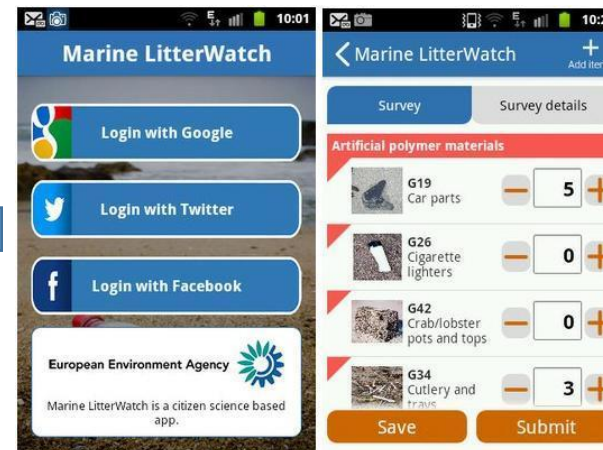 10:01
Marine LitterWatch
Login with Google
Login with Twitter
Login with Facebook
European Environment Agency
Marine LitterWatch is a citizen science based
app.
Marine LitterWatch
Survey
Survey details
Artificial polymer materials
G19
Car parts
5
G26
Cigarette
lighters
0
G42
Crab/lobster
pots and tops
0
G34
Cutlery and
trays
3
Save
Submit